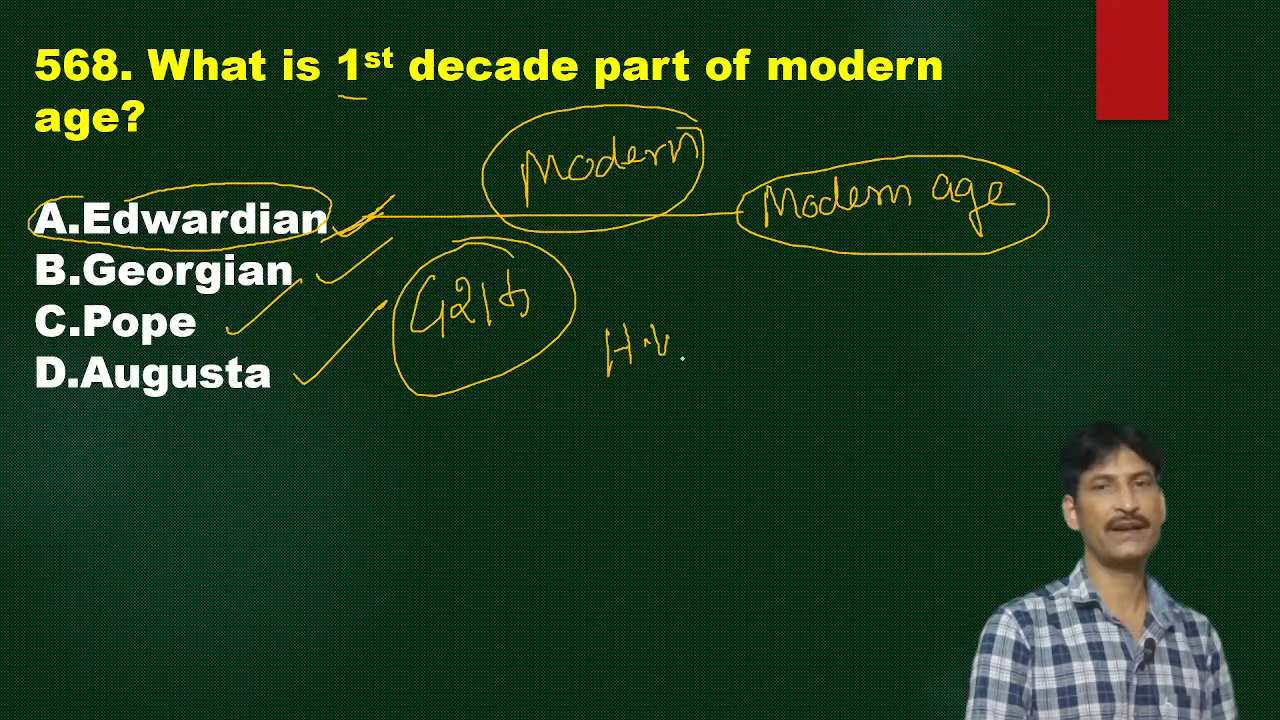 568. What is 1st decade part of modern
age?
Modern
A.Edwardian
Modern age
B.Georgian
C.Pope
D.Augusta
H.V.